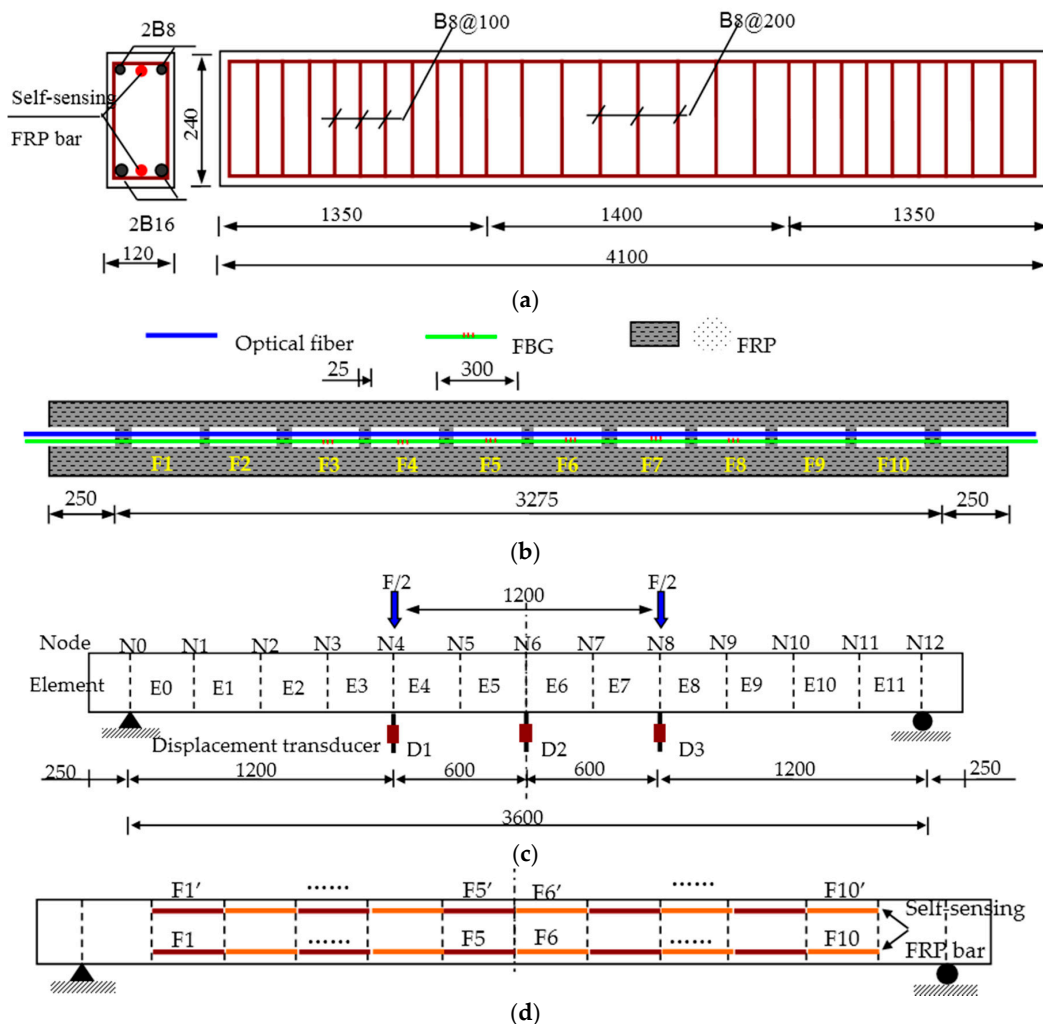 2B8
B8@100
B8@200
Self-sensing
FRP bar
240
2B16
120
1350
1400
1350
4100
(a)
Optical fiber
FBG
FRP
25
300
F1 F2 F3 F4 F5 F6 F7 F8 F9 F10
250
3275
250
(b)
F/2
F/2
1200
Node N0 N1 N2 N3 N4 N5 N6 N7 N8 N9 N10 N11 N12
Element E0 E1 E2 E3 E4 E5 E6 E7 E8 E9 E10 E11
Displacement transducer D1 D2 D3
250 1200 600 600 1200 250
3600
(c)
F1′ ...... F5′ F6′ ...... F10′
Self-sensing
F1 ...... F5 F6 ...... F10
FRP bar
(d)